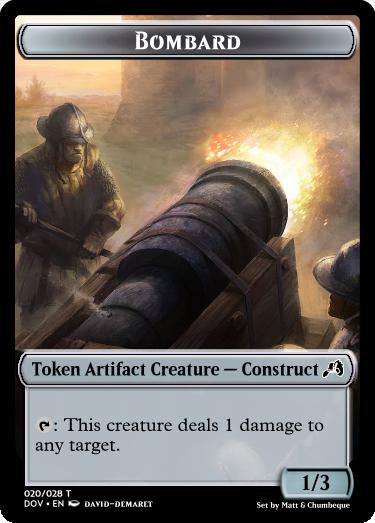 Bombard
Token Artifact Creature — Construct
: This creature deals 1 damage to
any target.
1/3
020/028 T
DOV • EN DAVID-DEMARET
Set by Matt & Chumbeque